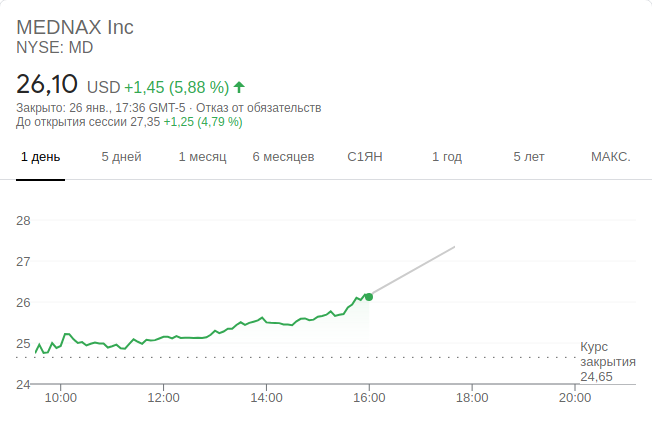 MEDNAX Inc
NYSE: MD
26,10 USD +1,45 (5,88 %)
Закрыто: 26 янв., 17:36 GMT-5 · Отказ от обязательств
До открытия сессии 27,35 +1,25 (4,79 %)
1 день 5 дней 1 месяц 6 месяцев С1ЯН 1 год 5 лет МАКС.
28
27
26
25
24
Курс
закрытия
24,65
10:00 12:00 14:00 16:00 18:00 20:00